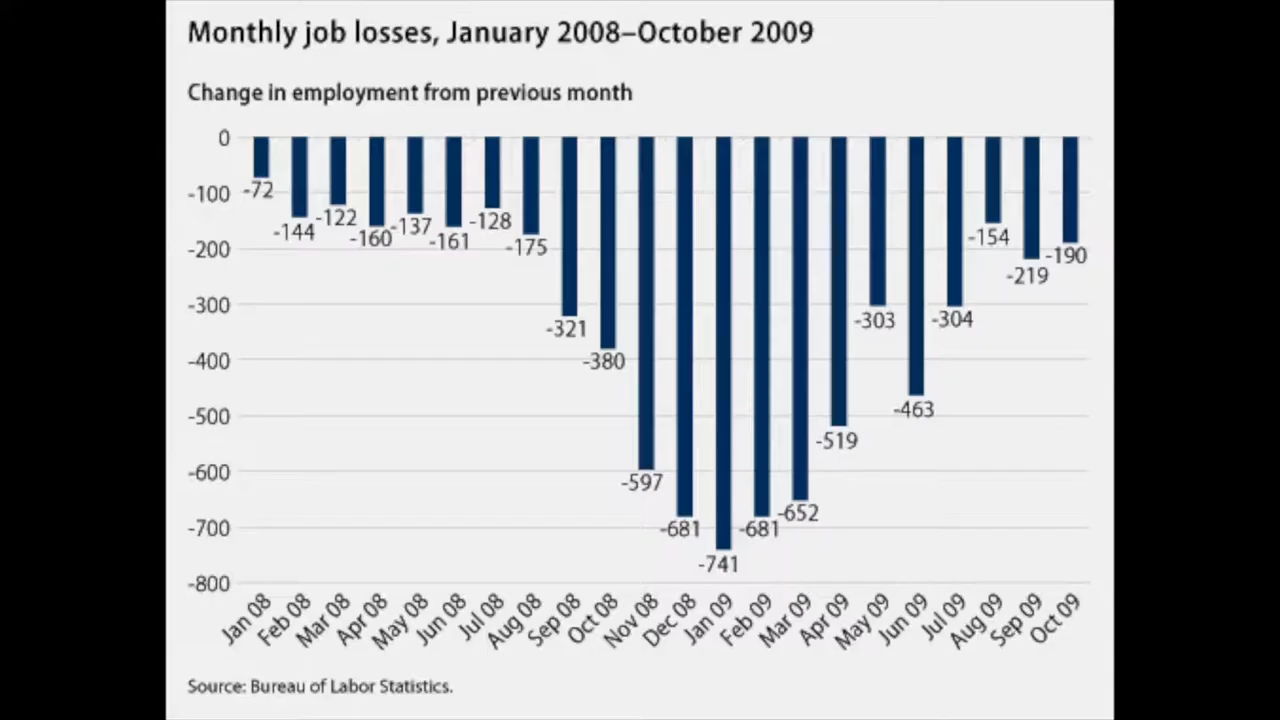 Monthly job losses, January 2008–October 2009
Change in employment from previous month
0
-100
-200
-300
-400
-500
-600
-700
-800
-72
-144
-122
-160
-137
-161
-128
-175
-321
-380
-597
-681
-741
-681
-652
-519
-303
-463
-304
-154
-219
-190
Jan 08
Feb 08
Mar 08
Apr 08
May 08
Jun 08
Jul 08
Aug 08
Sep 08
Oct 08
Nov 08
Dec 08
Jan 09
Feb 09
Mar 09
Apr 09
May 09
Jun 09
Jul 09
Aug 09
Sep 09
Oct 09
Source: Bureau of Labor Statistics.